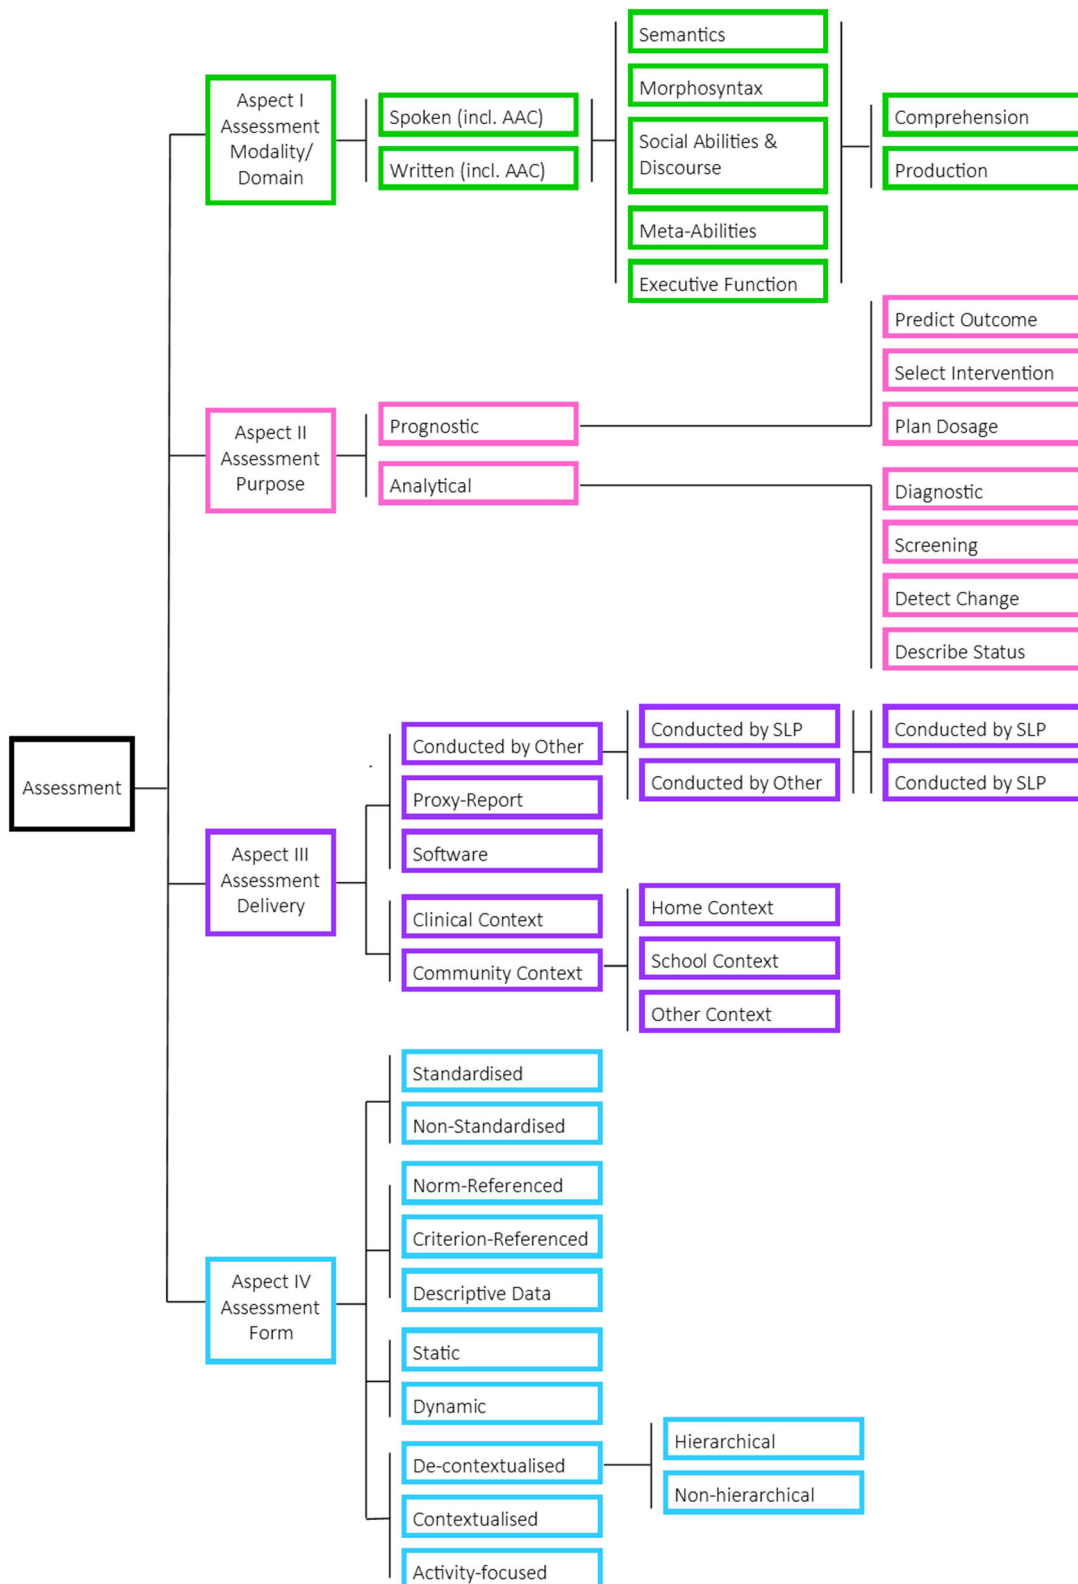 Semantics
Morphosyntax
Social Abilities &
Discourse
Meta-Abilities
Executive Function
Aspect I
Assessment
Modality/
Domain
Spoken (incl. AAC)
Written (incl. AAC)
Comprehension
Production
Predict Outcome
Select Intervention
Plan Dosage
Aspect II
Assessment
Purpose
Prognostic
Analytical
Diagnostic
Screening
Detect Change
Describe Status
Assessment
Aspect III
Assessment
Delivery
Conducted by Other
Proxy-Report
Software
Clinical Context
Community Context
Conducted by SLP
Conducted by Other
Conducted by SLP
Conducted by SLP
Home Context
School Context
Other Context
Aspect IV
Assessment
Form
Standardised
Non-Standardised
Norm-Referenced
Criterion-Referenced
Descriptive Data
Static
Dynamic
De-contextualised
Contextualised
Activity-focused
Hierarchical
Non-hierarchical